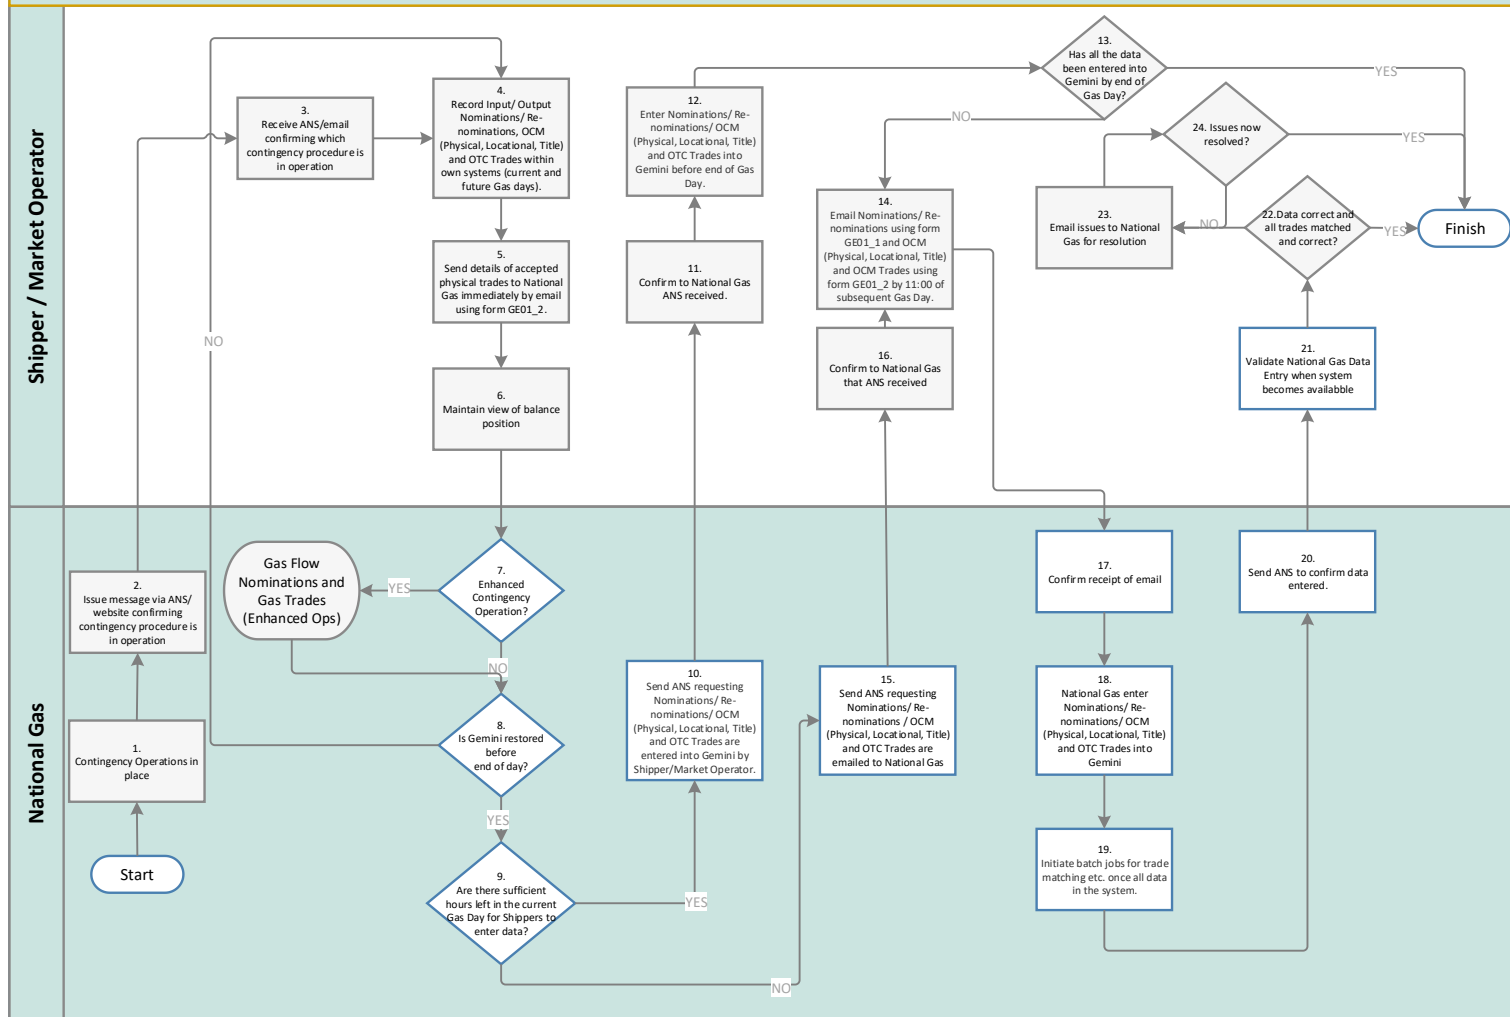 Shipper / Market Operator
3.
Receive ANS/email
confirming which
contingency procedure is
in operation
4.
Record Input/ Output
Nominations/ Re-
nominations, OCM
(Physical, Locational, Title)
and OTC Trades within
own systems (current and
future Gas days).
5.
Send details of accepted
physical trades to National
Gas immediately by email
using form GE01_2.
6.
Maintain view of balance
position
NO
12.
Enter Nominations/ Re-
nominations/ OCM
(Physical, Locational, Title)
and OTC Trades into
Gemini before end of Gas
Day.
11.
Confirm to National Gas
ANS received.
13.
Has all the data
been entered into
Gemini by end of
Gas Day?
YES
NO
14.
Email Nominations/ Re-
nominations using form
GE01_1 and OCM
(Physical, Locational, Title)
and OCM Trades using
form GE01_2 by 11:00 of
subsequent Gas Day.
16.
Confirm to National Gas
that ANS received
24. Issues now
resolved?
YES
23.
Email issues to National
Gas for resolution
NO
22.Data correct and
all trades matched
and correct?
YES
Finish
21.
Validate National Gas Data
Entry when system
becomes availabble
National Gas
2.
Issue message via ANS/
website confirming
contingency procedure is
in operation
1.
Contingency Operations in
place
Start
Gas Flow
Nominations and
Gas Trades
(Enhanced Ops)
YES
7.
Enhanced
Contingency
Operation?
NO
8.
Is Gemini restored
before
end of day?
YES
9.
Are there sufficient
hours left in the current
Gas Day for Shippers to
enter data?
YES
NO
10.
Send ANS requesting
Nominations/ Re-
nominations/ OCM
(Physical, Locational, Title)
and OTC Trades are
entered into Gemini by
Shipper/Market Operator.
15.
Send ANS requesting
Nominations/ Re-
nominations / OCM
(Physical, Locational, Title)
and OTC Trades are
emailed to National Gas
17.
Confirm receipt of email
18.
National Gas enter
Nominations/ Re-
nominations/ OCM
(Physical, Locational, Title)
and OTC Trades into
Gemini
19.
Initiate batch jobs for trade
matching etc. once all data
in the system.
20.
Send ANS to confirm data
entered.